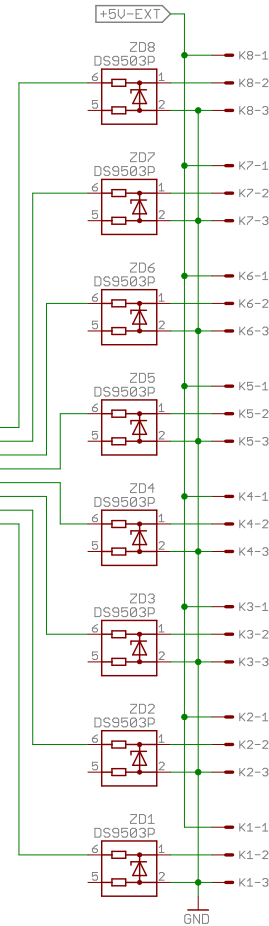 +5V-EXT
K8-1
ZD8
DS9503P
6 1 K8-2
5 2 K8-3
K7-1
ZD7
DS9503P
6 1 K7-2
5 2 K7-3
K6-1
ZD6
DS9503P
6 1 K6-2
5 2 K6-3
K5-1
ZD5
DS9503P
6 1 K5-2
5 2 K5-3
K4-1
ZD4
DS9503P
6 1 K4-2
5 2 K4-3
K3-1
ZD3
DS9503P
6 1 K3-2
5 2 K3-3
K2-1
ZD2
DS9503P
6 1 K2-2
5 2 K2-3
K1-1
ZD1
DS9503P
6 1 K1-2
5 2 K1-3
GND